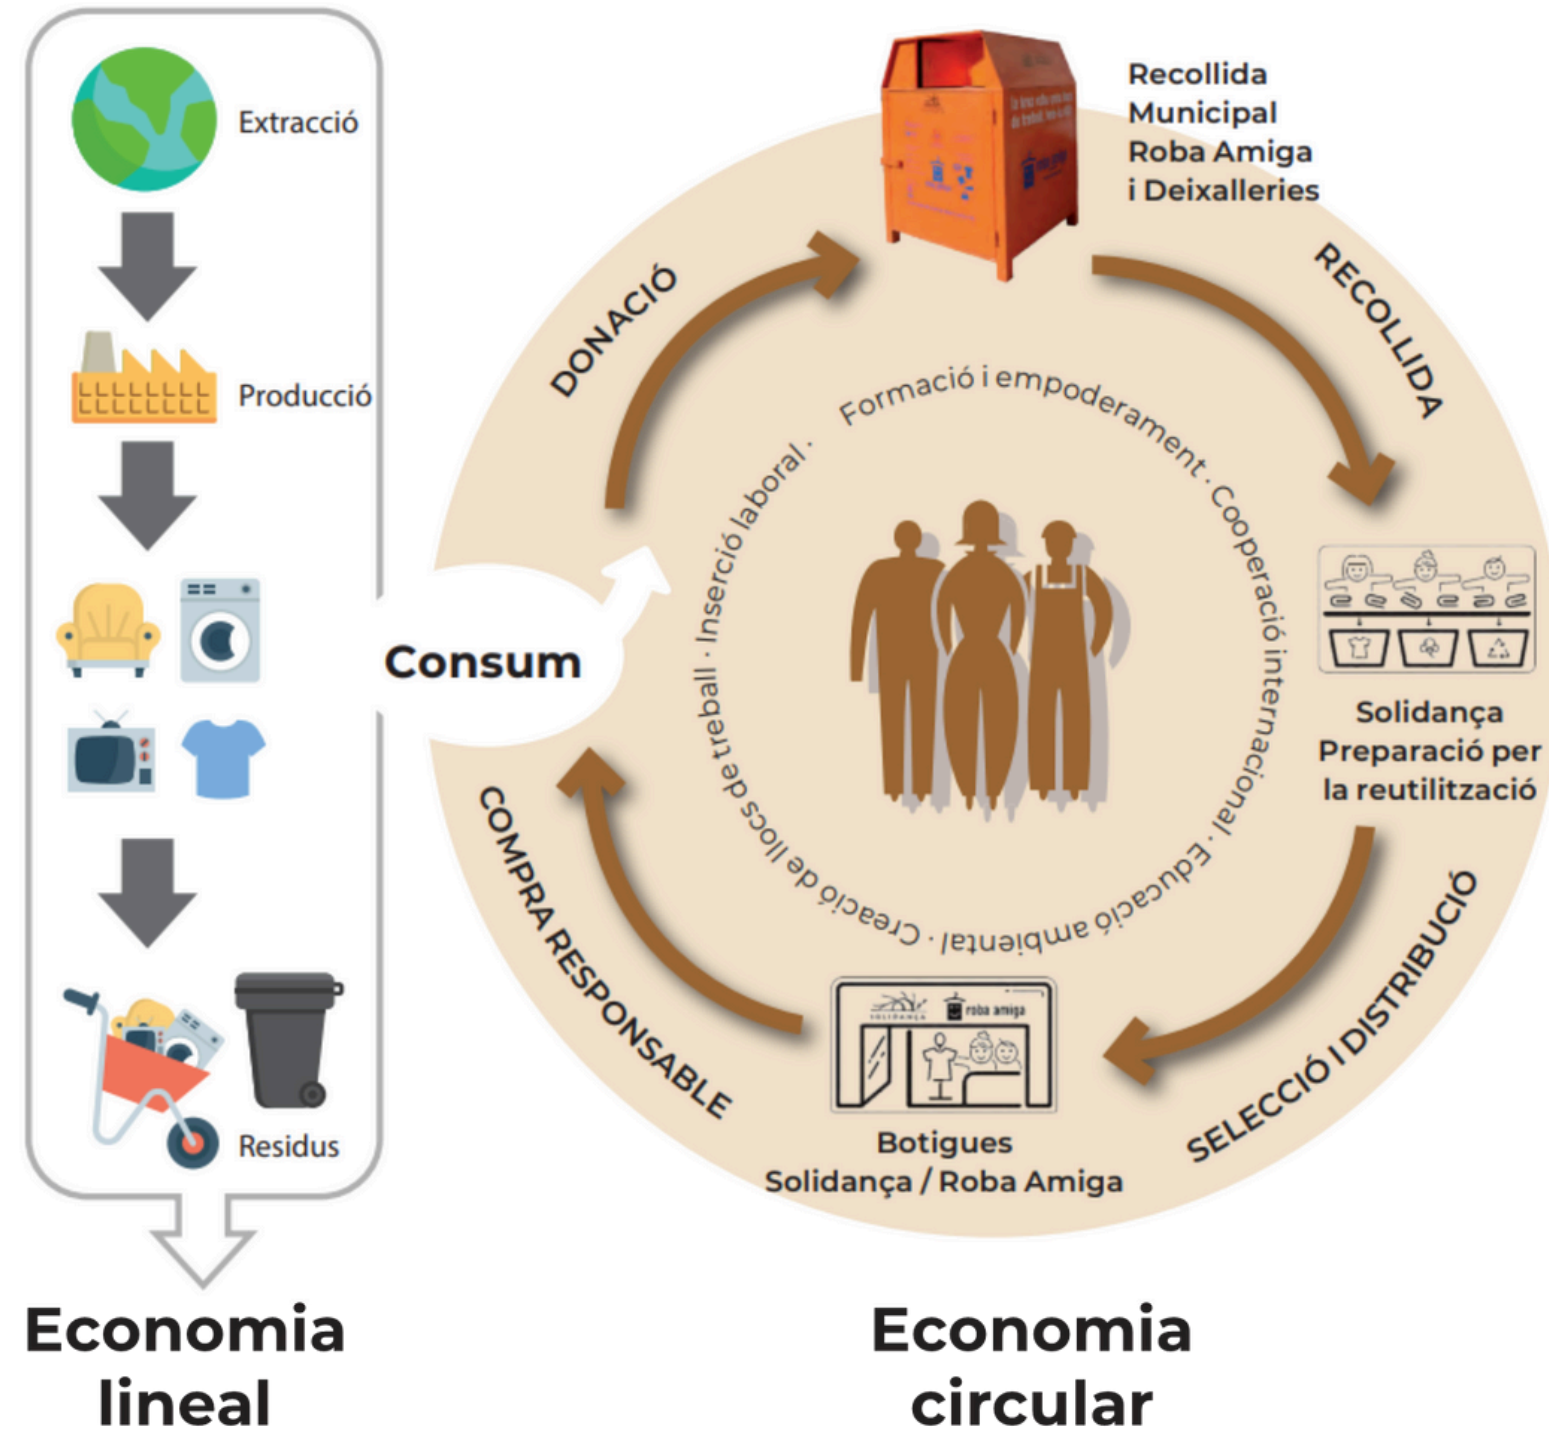 Extracció
Producció
Residus
Economia
lineal
Consum
DONACIÓ
Recollida
Municipal
Roba Amiga
i Deixalleries
RECOLLIDA
Solidança
Preparació per
la reutilització
SELECCIÓ I DISTRIBUCIÓ
SOLIDANÇA
roba amiga
Botigues
Solidança / Roba Amiga
COMPRA RESPONSABLE
Formació i empoderament · Cooperació internacional · Educació ambiental · Creació de llocs de treball · Inserció laboral ·
Economia
circular